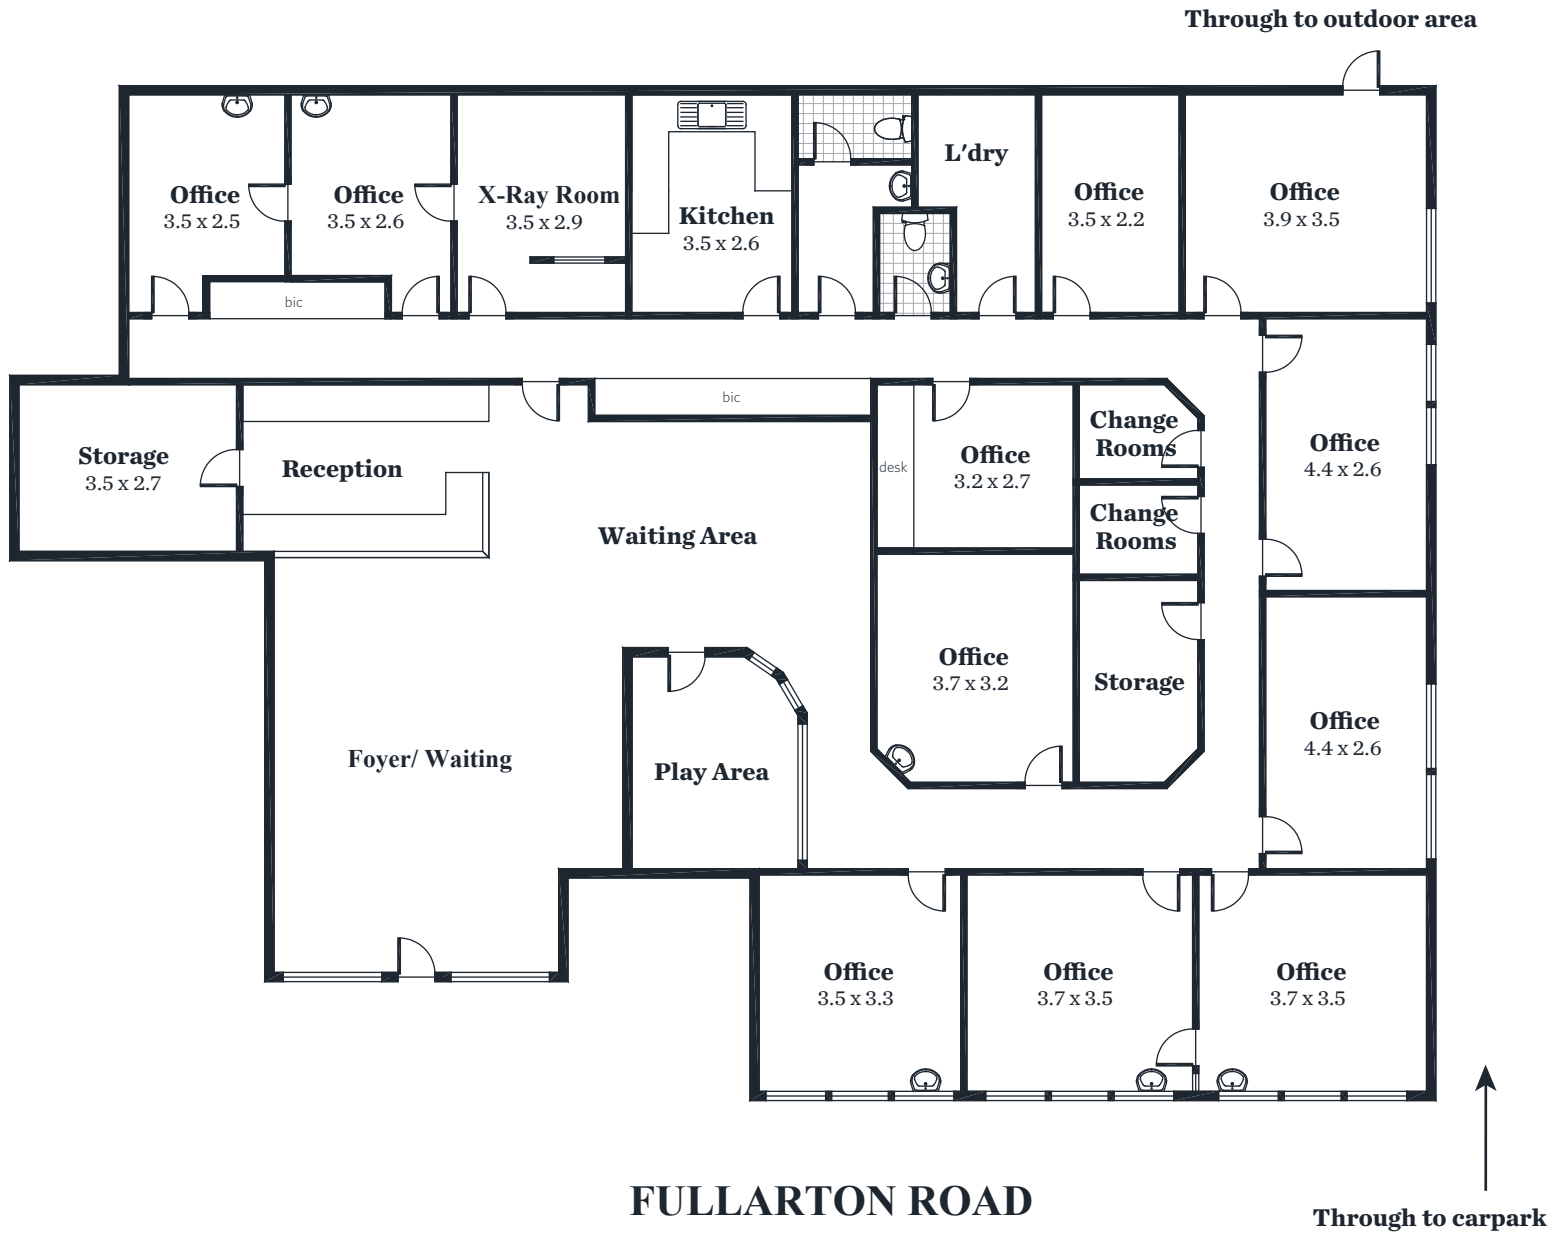 Through to outdoor area
Office
3.5 x 2.5
Office
3.5 x 2.6
X-Ray Room
3.5 x 2.9
Kitchen
3.5 x 2.6
L'dry
Office
3.5 x 2.2
Office
3.9 x 3.5
bic
Storage
3.5 x 2.7
Reception
bic
Waiting Area
desk
Office
3.2 x 2.7
Change
Rooms
Change
Rooms
Office
4.4 x 2.6
Office
3.7 x 3.2
Storage
Office
4.4 x 2.6
Foyer/ Waiting
Play Area
Office
3.5 x 3.3
Office
3.7 x 3.5
Office
3.7 x 3.5
FULLARTON ROAD
Through to carpark